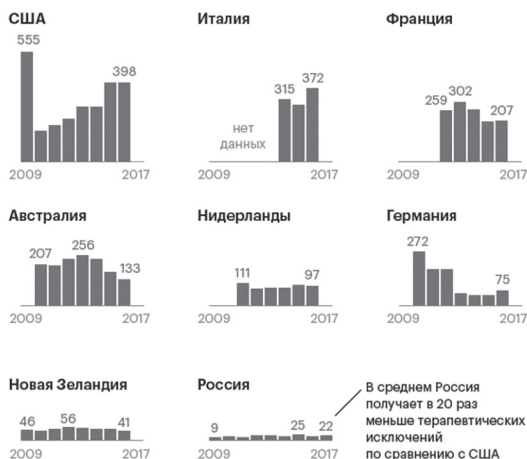 США
555
398
2009
2017
Италия
315
372
нет
данных
2009
2017
Франция
259
302
207
2009
2017
Австралия
207
256
133
2009
2017
Нидерланды
111
97
2009
2017
Германия
272
75
2009
2017
Новая Зеландия
46
56
41
2009
2017
Россия
9
25
22
2009
2017
В среднем Россия
получает в 20 раз
меньше терапевтических
исключений
по сравнению с США